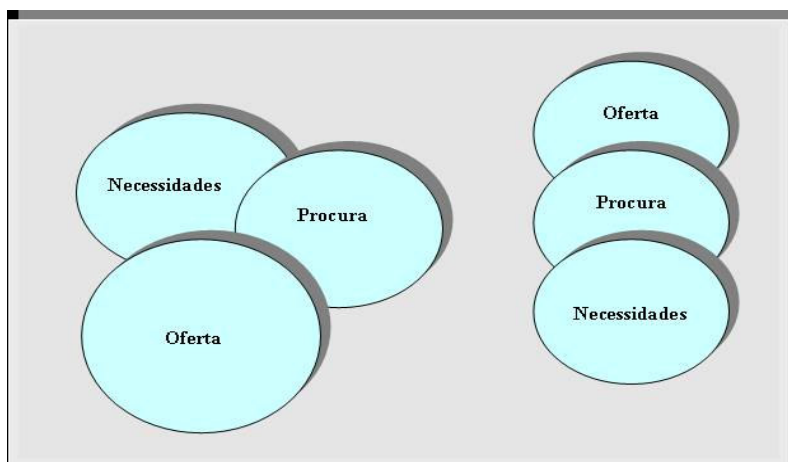 Necessidades
Procura
Oferta
Oferta
Procura
Necessidades